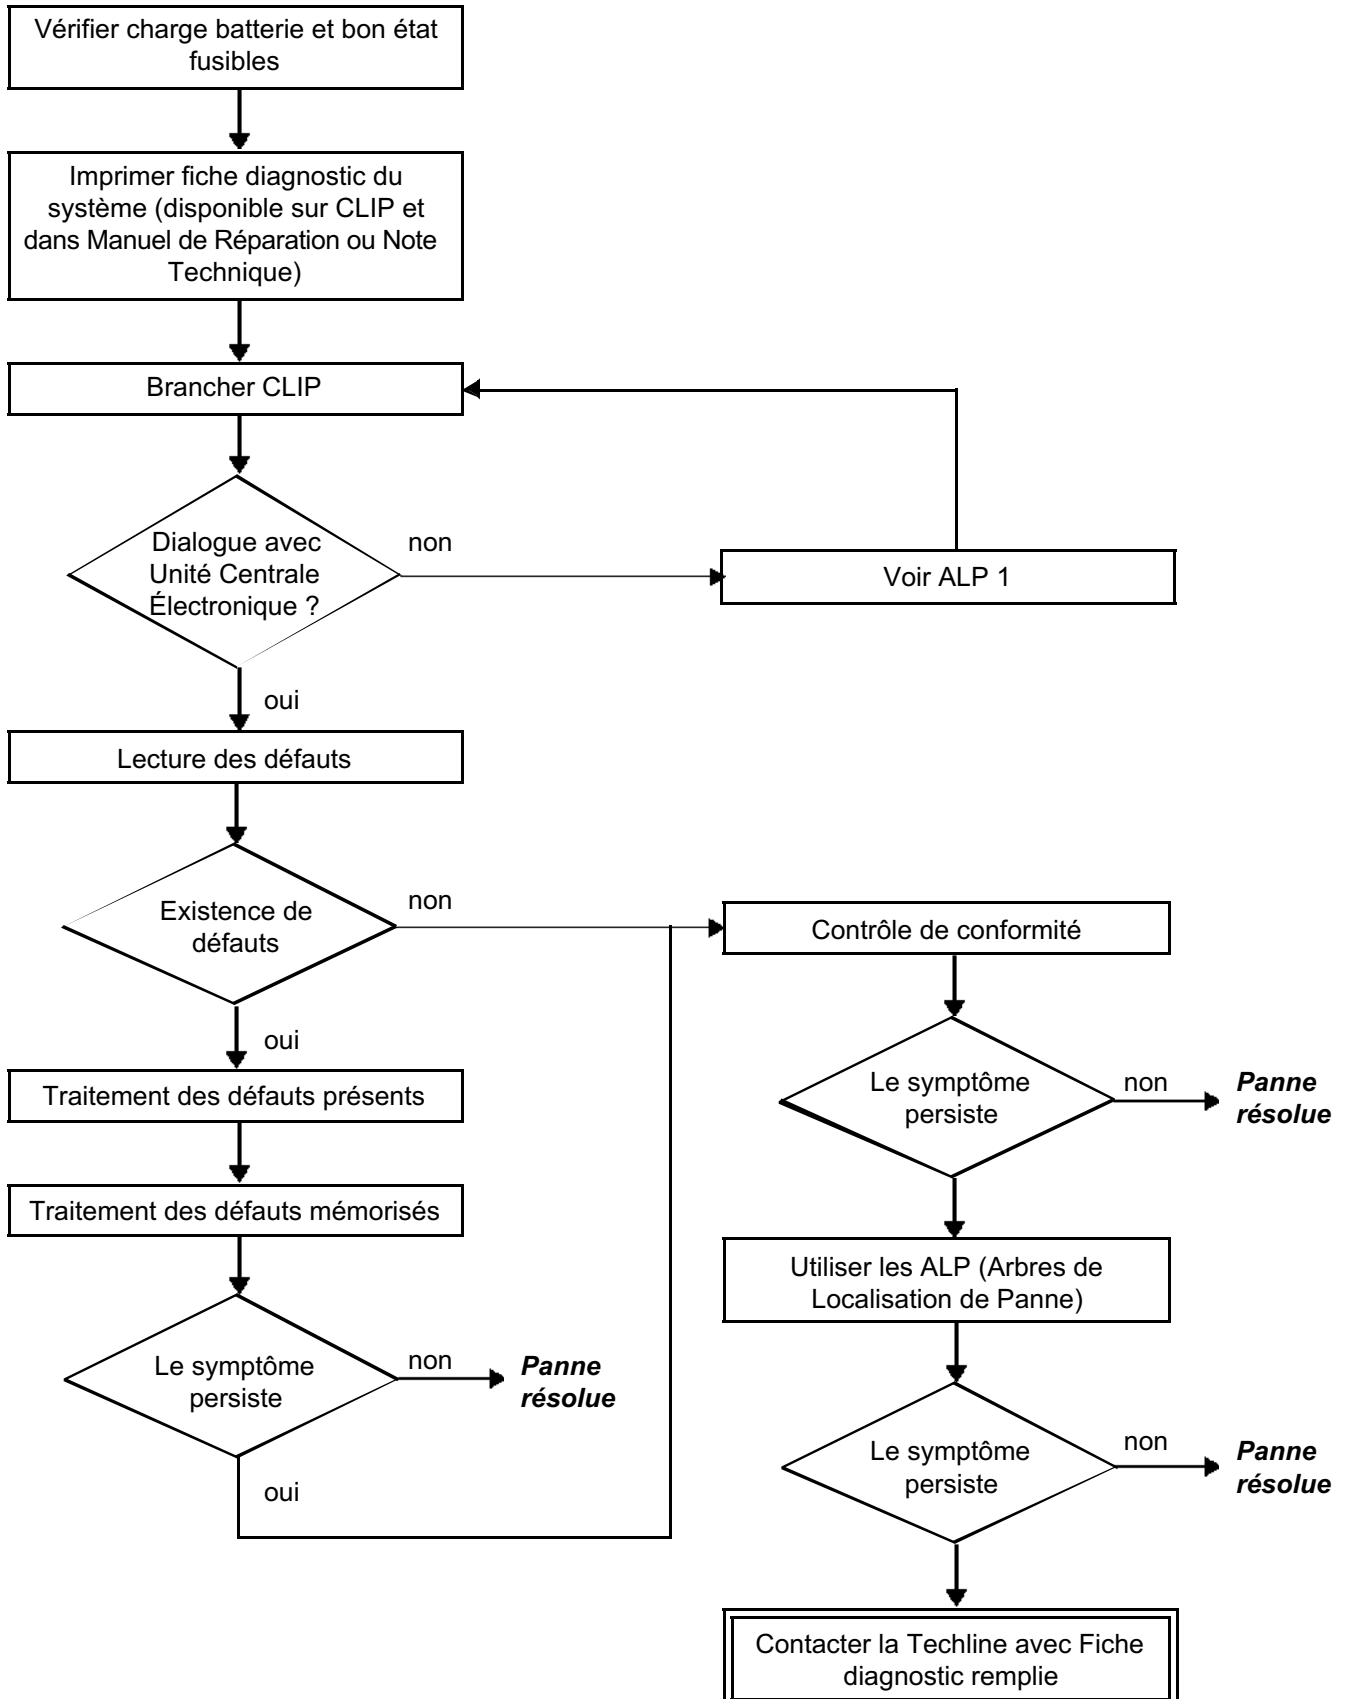 Vérifier charge batterie et bon état
fusibles
Imprimer fiche diagnostic du
système (disponible sur CLIP et
dans Manuel de Réparation ou Note
Technique)
Brancher CLIP
Dialogue avec
Unité Centrale
Électronique ?
non
Voir ALP 1
oui
Lecture des défauts
Existence de
défauts
non
oui
Traitement des défauts présents
Traitement des défauts mémorisés
Le symptôme
persiste
non
Panne
résolue
oui
Contrôle de conformité
Le symptôme
persiste
non
Panne
résolue
Utiliser les ALP (Arbres de
Localisation de Panne)
Le symptôme
persiste
non
Panne
résolue
Contacter la Techline avec Fiche
diagnostic remplie